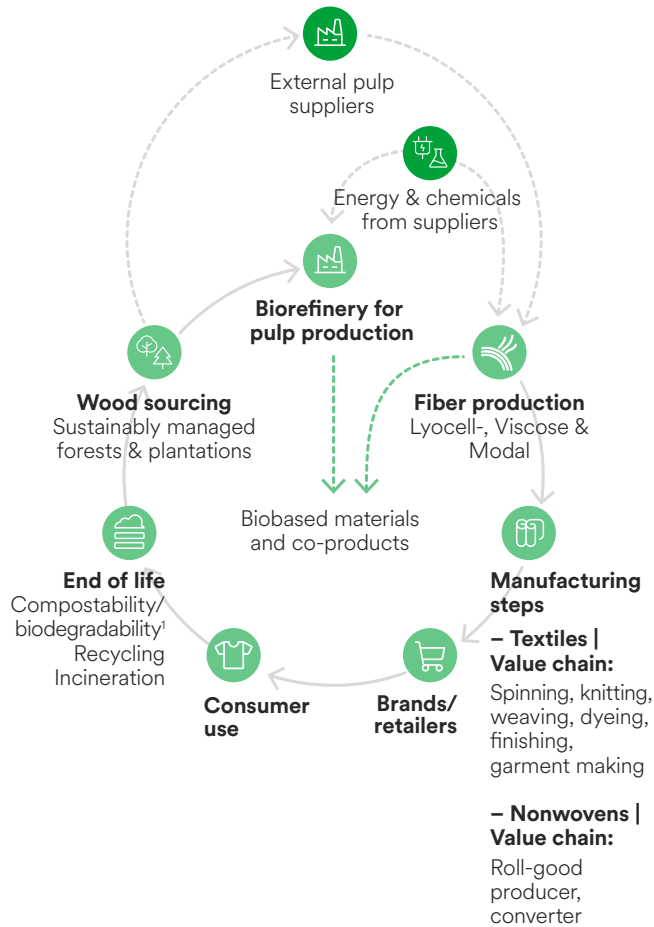 External pulp
suppliers
Energy & chemicals
from suppliers
Biorefinery for
pulp production
Wood sourcing
Sustainably managed
forests & plantations
Fiber production
Lyocell-, Viscose &
Modal
Biobased materials
and co-products
End of life
Compostability/
biodegradability¹
Recycling
Incineration
Manufacturing
steps
– Textiles |
Value chain:
Spinning, knitting,
weaving, dyeing,
finishing,
garment making
– Nonwovens |
Value chain:
Roll-good
producer,
converter
Consumer
use
Brands/
retailers